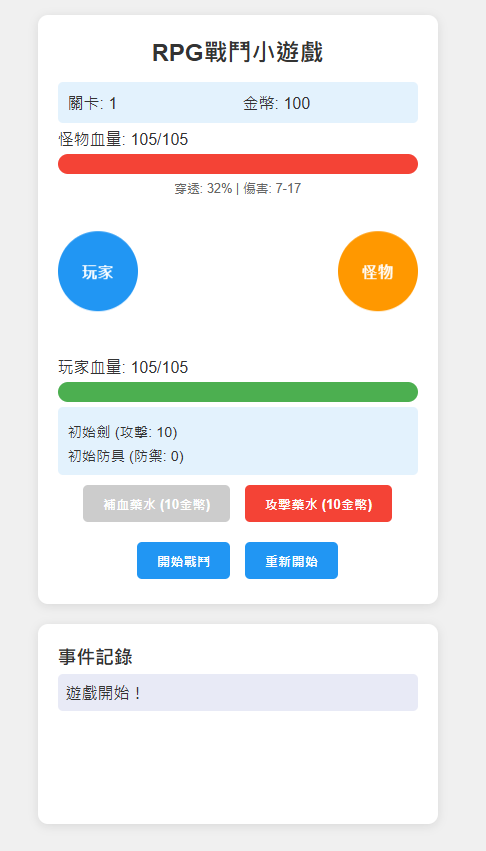 RPG戰鬥小遊戲
關卡: 1 金幣: 100
怪物血量: 105/105
穿透: 32% | 傷害: 7-17
玩家 怪物
玩家血量: 105/105
初始劍 (攻擊: 10)
初始防具 (防禦: 0)
補血藥水 (10金幣) 攻擊藥水 (10金幣)
開始戰鬥 重新開始
事件記錄
遊戲開始！